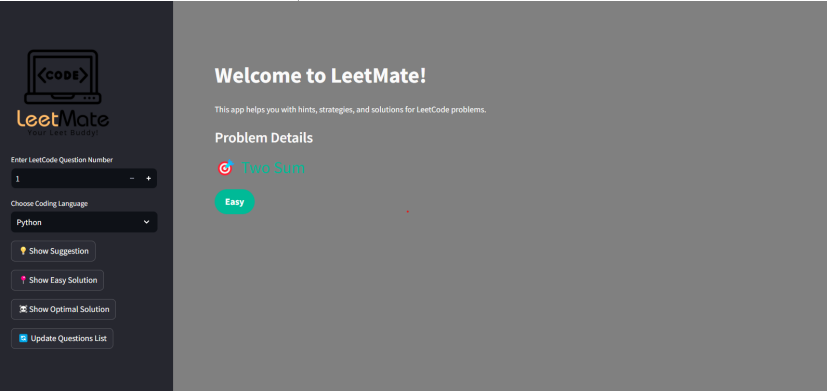 <CODE>
LeetMate
Your Leet Buddy!
Enter LeetCode Question Number
1
Choose Coding Language
Python
Show Suggestion
Show Easy Solution
Show Optimal Solution
Update Questions List
Welcome to LeetMate!
This app helps you with hints, strategies, and solutions for LeetCode problems.
Problem Details
Two Sum
Easy